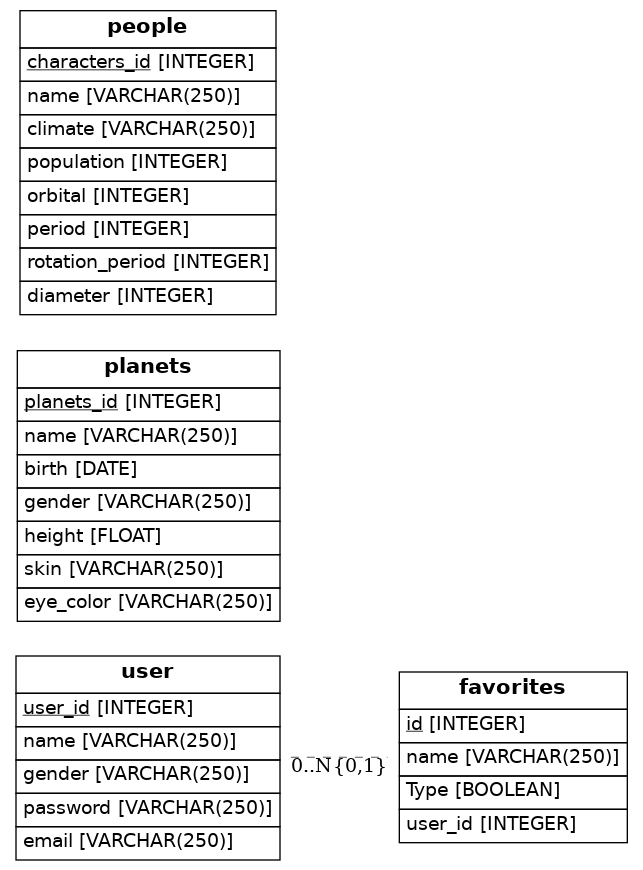 people
characters_id [INTEGER]
name [VARCHAR(250)]
climate [VARCHAR(250)]
population [INTEGER]
orbital [INTEGER]
period [INTEGER]
rotation_period [INTEGER]
diameter [INTEGER]
planets
planets_id [INTEGER]
name [VARCHAR(250)]
birth [DATE]
gender [VARCHAR(250)]
height [FLOAT]
skin [VARCHAR(250)]
eye_color [VARCHAR(250)]
user
user_id [INTEGER]
name [VARCHAR(250)]
gender [VARCHAR(250)]
password [VARCHAR(250)]
email [VARCHAR(250)]
0..N{0,1}
favorites
id [INTEGER]
name [VARCHAR(250)]
Type [BOOLEAN]
user_id [INTEGER]